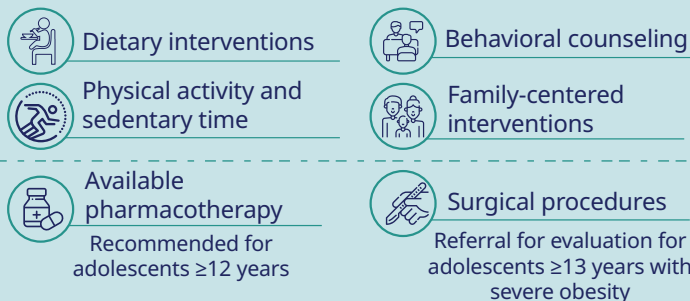 Dietary interventions
Behavioral counseling
Physical activity and
sedentary time
Family-centered
interventions
Available
pharmacotherapy
Recommended for
adolescents ≥12 years
Surgical procedures
Referral for evaluation for
adolescents ≥13 years with
severe obesity